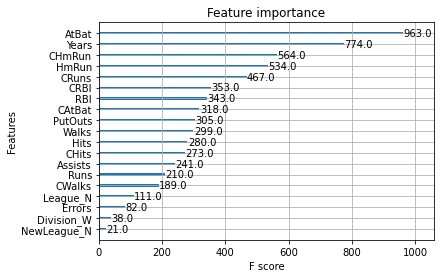 Feature importance
Features
AtBat 963.0
Years 774.0
CHmRun 564.0
HmRun 534.0
CRuns 467.0
CRBI 353.0
RBI 343.0
CAtBat 318.0
PutOuts 305.0
Walks 299.0
Hits 280.0
CHits 273.0
Assists 241.0
Runs 210.0
CWalks 189.0
League_N 111.0
Errors 82.0
Division_W 38.0
NewLeague_N 21.0
0 200 400 600 800 1000
F score